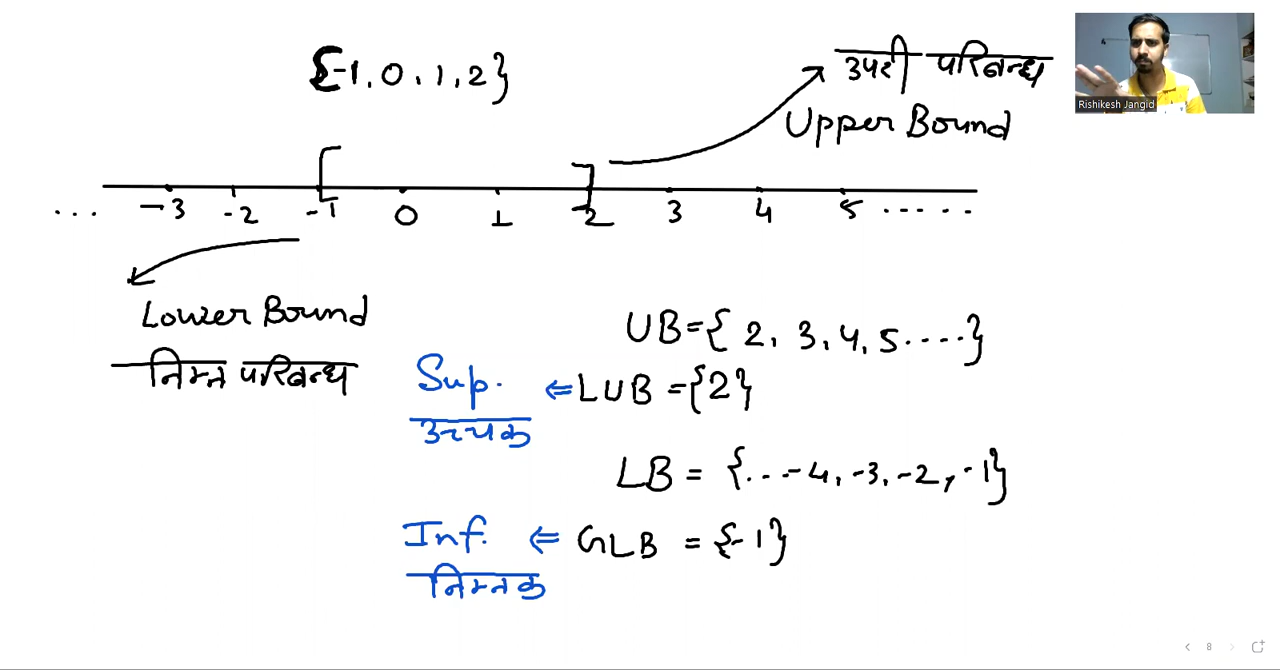 {-1, 0, 1, 2}
उपरी परिबन्ध
Upper Bound
Rishikesh Jangid
... -3 -2 -1 0 1 2 3 4 5 .....
Lower Bound
निम्न परिबन्ध
UB={ 2, 3, 4, 5....}
Sup. ⇐ LUB = {2}
उच्चक
LB = {...-4, -3, -2, -1}
Inf. ⇐ GLB = {-1}
निम्नक
8